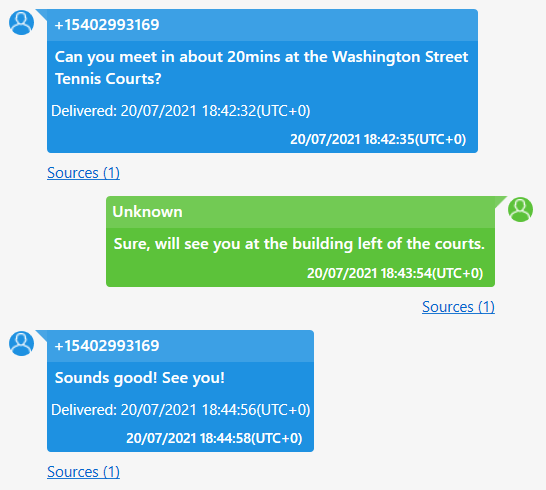 +15402993169
Can you meet in about 20mins at the Washington Street
Tennis Courts?
Delivered: 20/07/2021 18:42:32(UTC+0)
20/07/2021 18:42:35(UTC+0)
Sources (1)
Unknown
Sure, will see you at the building left of the courts.
20/07/2021 18:43:54(UTC+0)
Sources (1)
+15402993169
Sounds good! See you!
Delivered: 20/07/2021 18:44:56(UTC+0)
20/07/2021 18:44:58(UTC+0)
Sources (1)